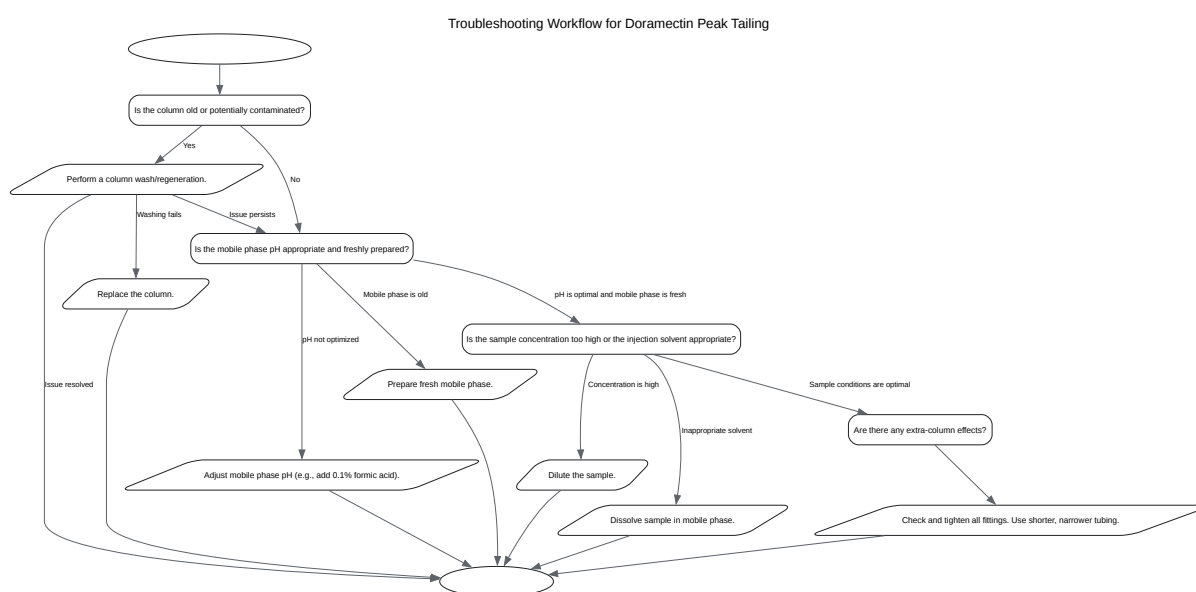 Troubleshooting Workflow for Doramectin Peak Tailing
Is the column old or potentially contaminated?
Yes
No
Perform a column wash/regeneration.
Washing fails
Issue persists
Is the mobile phase pH appropriate and freshly prepared?
Replace the column.
Mobile phase is old
pH is optimal and mobile phase is fresh
pH not optimized
Is the sample concentration too high or the injection solvent appropriate?
Issue resolved
Prepare fresh mobile phase.
Concentration is high
Sample conditions are optimal
Inappropriate solvent
Are there any extra-column effects?
Adjust mobile phase pH (e.g., add 0.1% formic acid).
Dilute the sample.
Dissolve sample in mobile phase.
Check and tighten all fittings. Use shorter, narrower tubing.